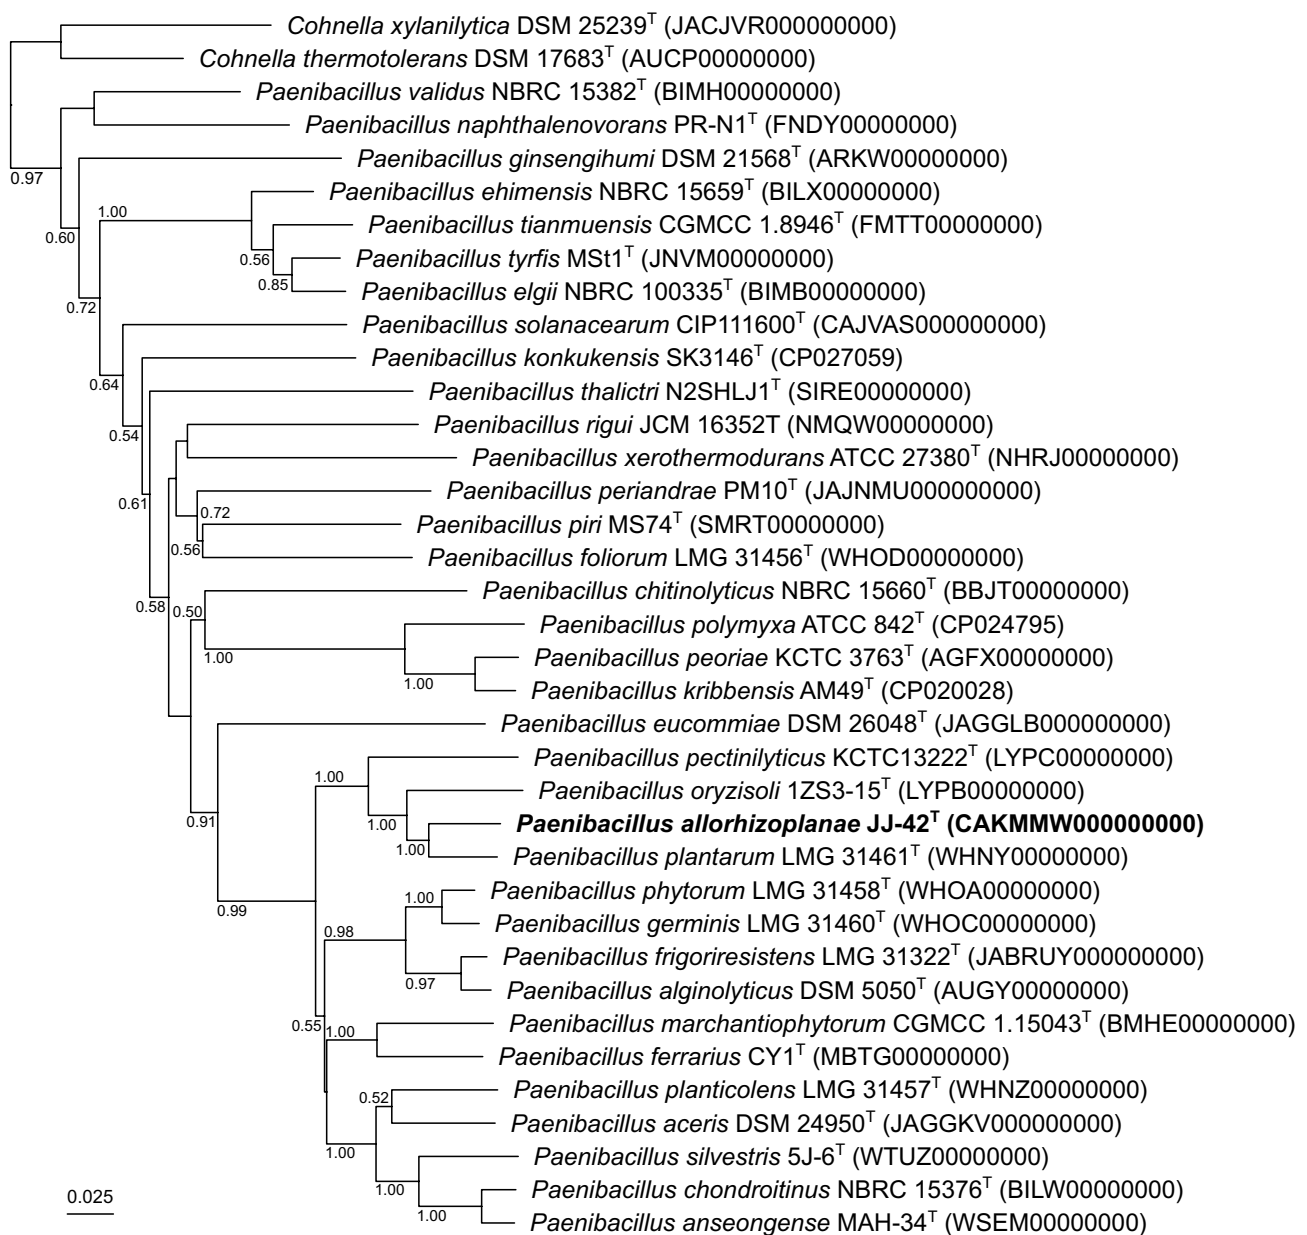 Cohnella xylanilytica DSM 25239T (JACJVR000000000)
Cohnella thermotolerans DSM 17683T (AUCP00000000)
Paenibacillus validus NBRC 15382T (BIMH00000000)
Paenibacillus naphthalenovorans PR-N1T (FNDY00000000)
Paenibacillus ginsengihumi DSM 21568T (ARKW00000000)
0.97
Paenibacillus ehimensis NBRC 15659T (BILX00000000)
1.00
Paenibacillus tianmuensis CGMCC 1.8946T (FMTT00000000)
0.60
Paenibacillus tyrfis MSt1T (JNVM00000000)
0.56
0.85
Paenibacillus elgii NBRC 100335T (BIMB00000000)
0.72
Paenibacillus solanacearum CIP111600T (CAJVAS000000000)
Paenibacillus konkukensis SK3146T (CP027059)
0.64
Paenibacillus thalictri N2SHLJ1T (SIRE00000000)
Paenibacillus rigui JCM 16352T (NMQW00000000)
0.54
Paenibacillus xerothermodurans ATCC 27380T (NHRJ00000000)
Paenibacillus periandrae PM10T (JAJNMU000000000)
0.61
0.72
Paenibacillus piri MS74T (SMRT00000000)
0.56
Paenibacillus foliorum LMG 31456T (WHOD00000000)
Paenibacillus chitinolyticus NBRC 15660T (BBJT00000000)
0.58
0.50
Paenibacillus polymyxa ATCC 842T (CP024795)
1.00
Paenibacillus peoriae KCTC 3763T (AGFX00000000)
1.00
Paenibacillus kribbensis AM49T (CP020028)
Paenibacillus eucommiae DSM 26048T (JAGGLB000000000)
Paenibacillus pectinilyticus KCTC13222T (LYPC00000000)
1.00
Paenibacillus oryzisoli 1ZS3-15T (LYPB00000000)
0.91
1.00
Paenibacillus allorhizoplanae JJ-42T (CAKMMW000000000)
1.00
Paenibacillus plantarum LMG 31461T (WHNY00000000)
Paenibacillus phytorum LMG 31458T (WHOA00000000)
1.00
0.99
Paenibacillus germinis LMG 31460T (WHOC00000000)
0.98
Paenibacillus frigoriresistens LMG 31322T (JABRUY000000000)
0.97
Paenibacillus alginolyticus DSM 5050T (AUGY00000000)
Paenibacillus marchantiophytorum CGMCC 1.15043T (BMHE00000000)
0.55
1.00
Paenibacillus ferrarius CY1T (MBTG00000000)
Paenibacillus planticolens LMG 31457T (WHNZ00000000)
0.52
Paenibacillus aceris DSM 24950T (JAGGKV000000000)
1.00
Paenibacillus silvestris 5J-6T (WTUZ00000000)
1.00
Paenibacillus chondroitinus NBRC 15376T (BILW00000000)
0.025
1.00
Paenibacillus anseongense MAH-34T (WSEM00000000)